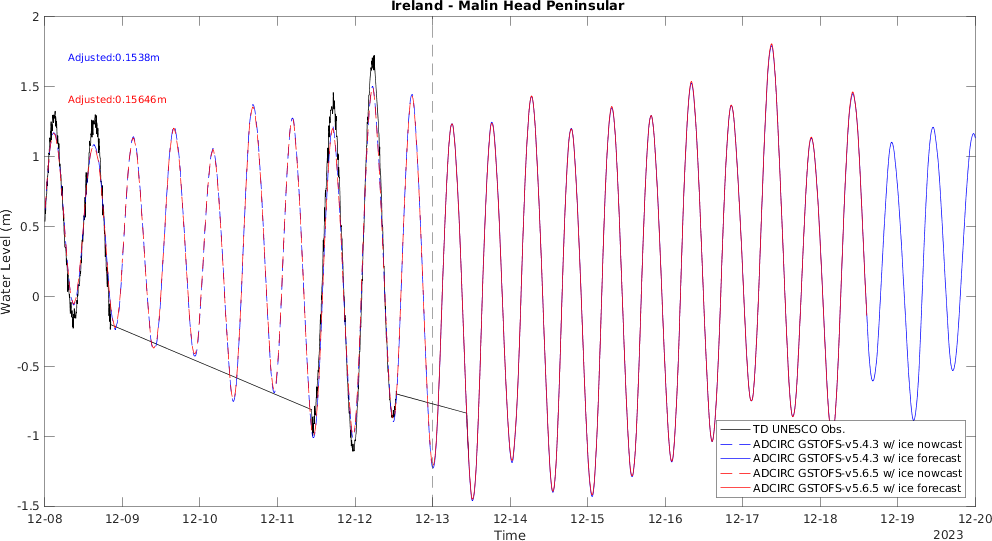 Ireland - Malin Head Peninsular
2
1.5
1
0.5
0
-0.5
-1
-1.5
Water Level (m)
Adjusted:0.1538m
Adjusted:0.15646m
TD UNESCO Obs.
ADCIRC GSTOFS-v5.4.3 w/ ice nowcast
ADCIRC GSTOFS-v5.4.3 w/ ice forecast
ADCIRC GSTOFS-v5.6.5 w/ ice nowcast
ADCIRC GSTOFS-v5.6.5 w/ ice forecast
12-08 12-09 12-10 12-11 12-12 12-13 12-14 12-15 12-16 12-17 12-18 12-19 12-20
Time
2023